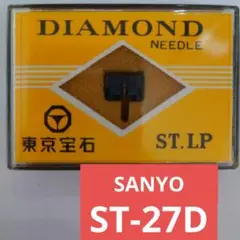 DIAMOND
NEEDLE
東京宝石
ST.LP
SANYO
ST-27D